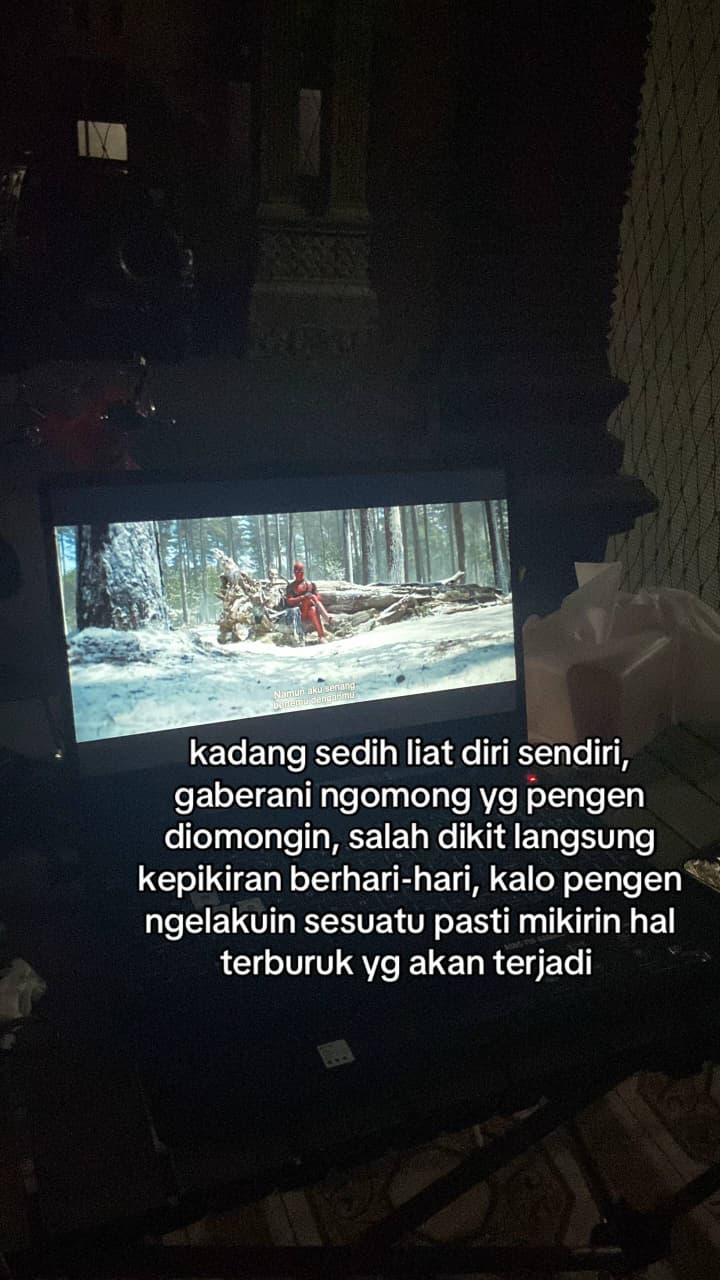 Namun aku senang
bertemu denganmu
kadang sedih liat diri sendiri,
gaberani ngomong yg pengen
diomongin, salah dikit langsung
kepikiran berhari-hari, kalo pengen
ngelakuin sesuatu pasti mikirin hal
terburuk yg akan terjadi